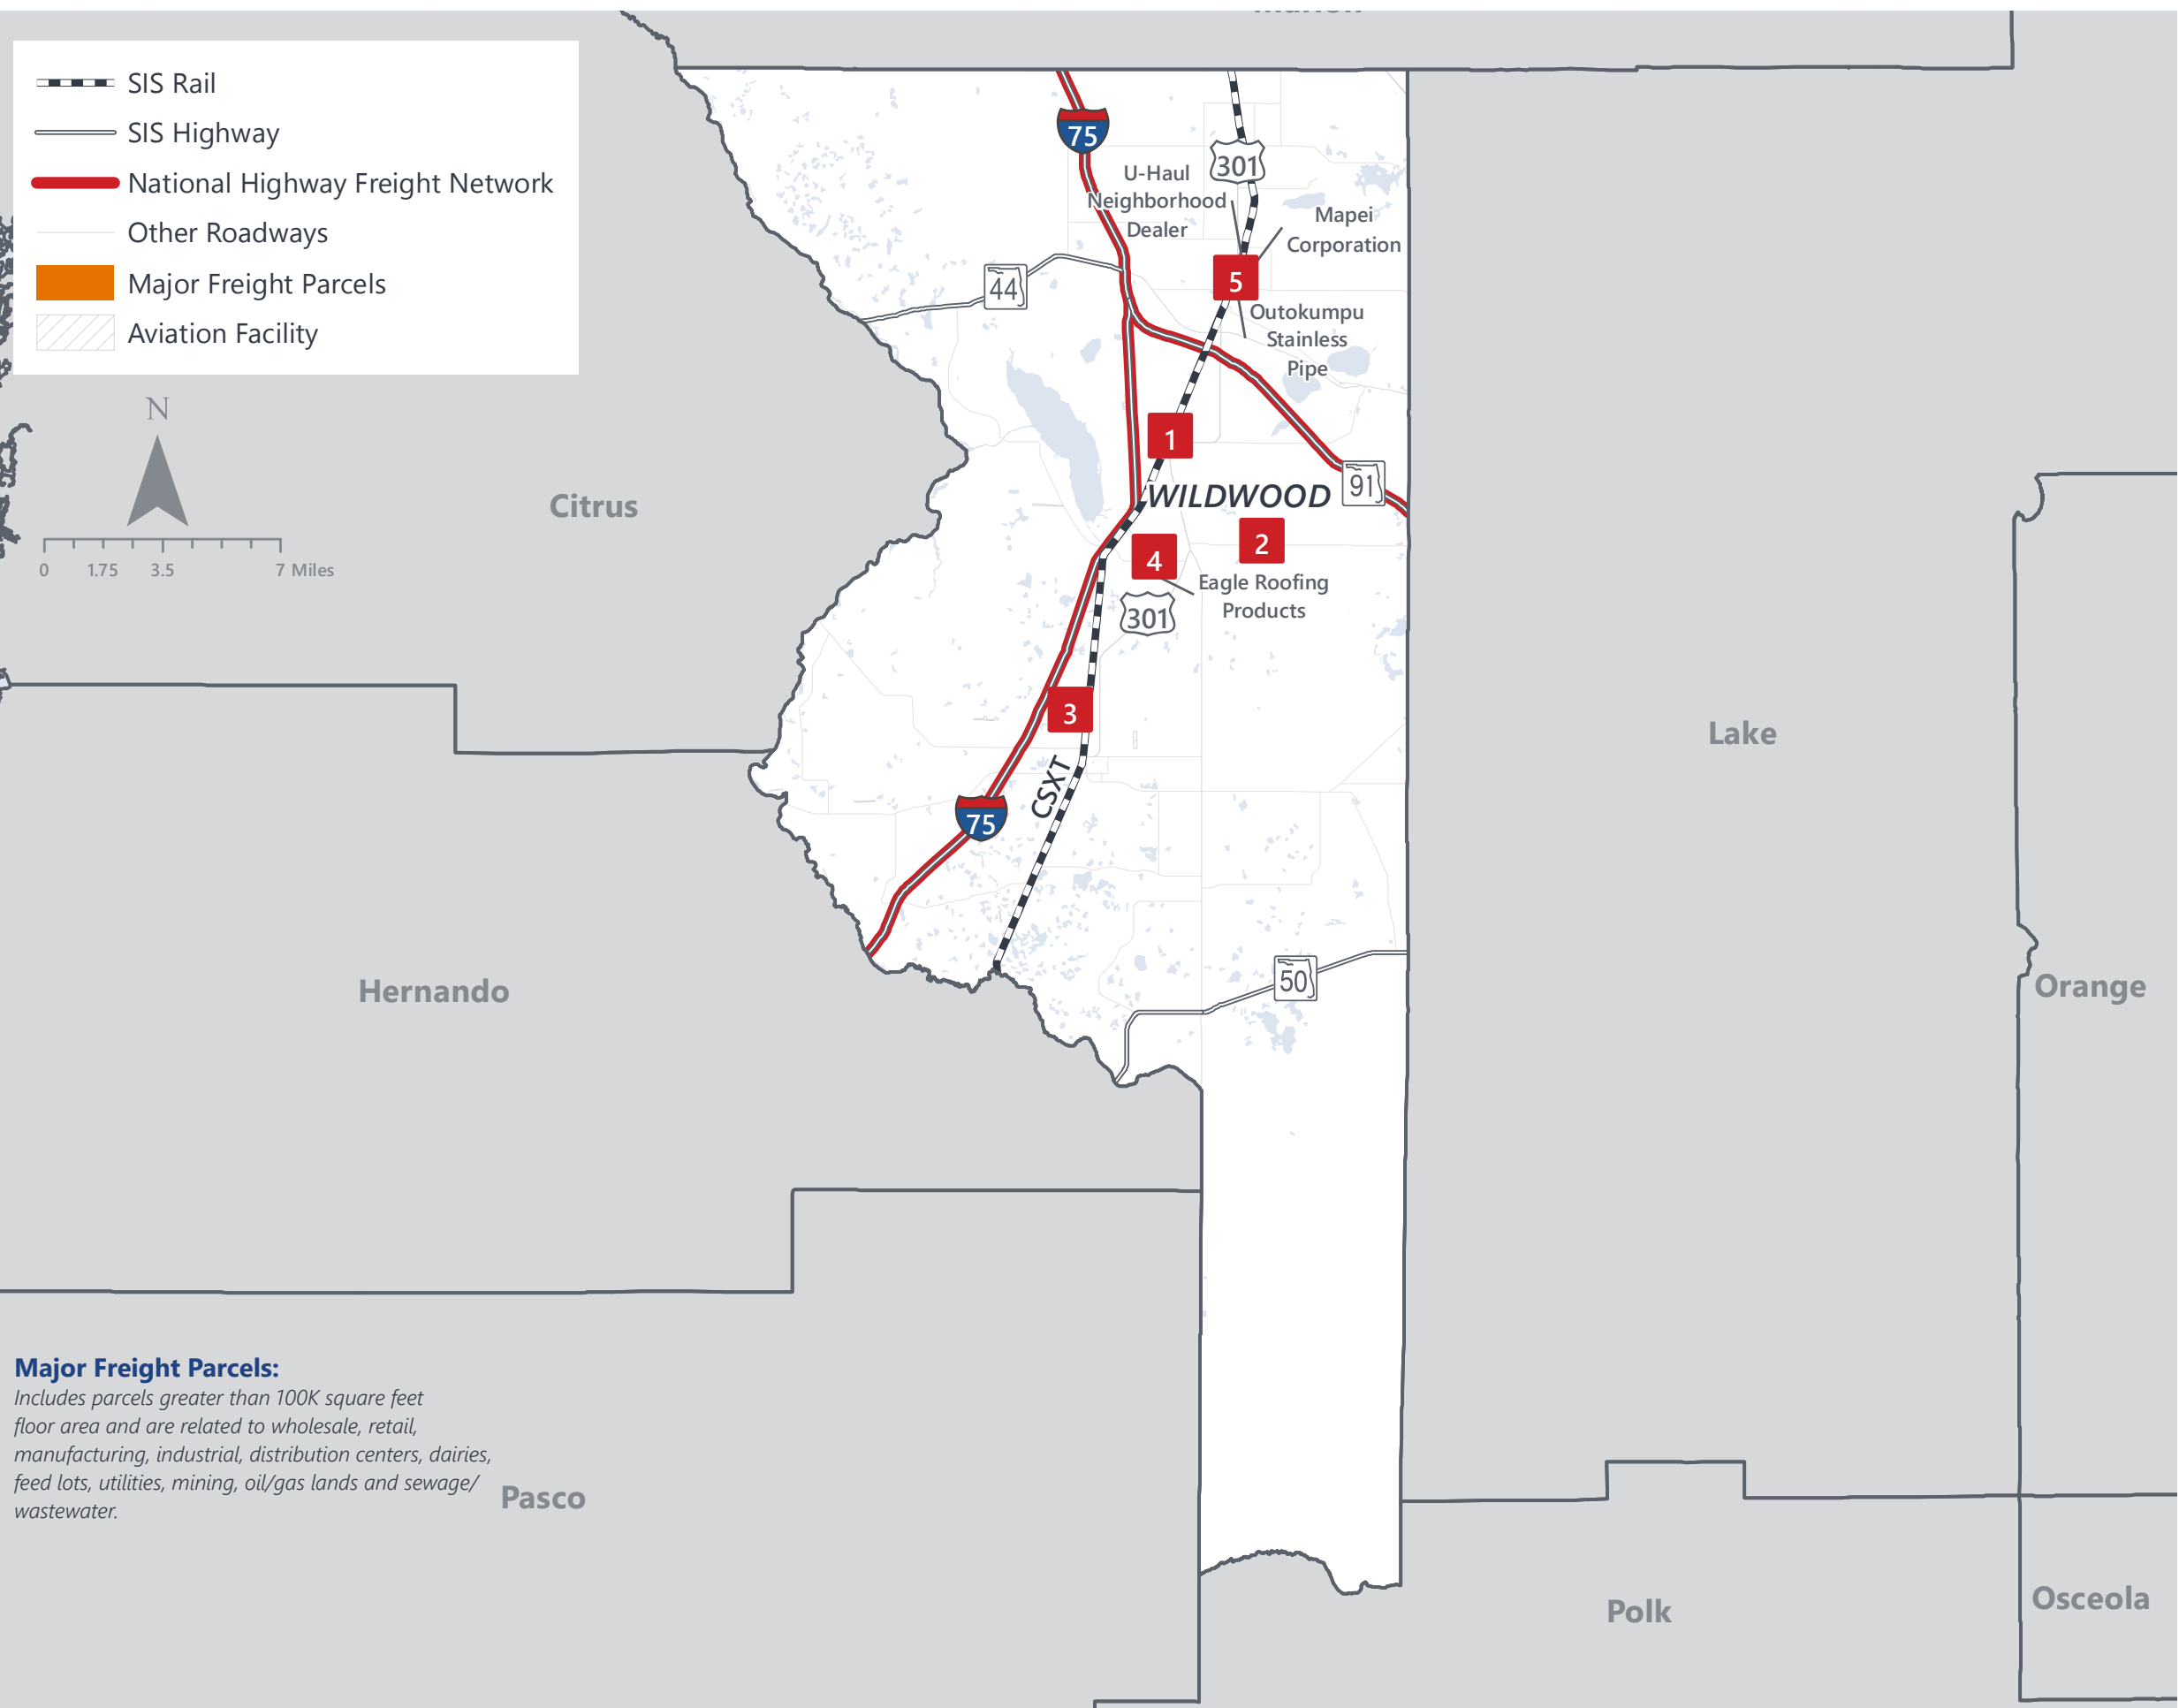 SIS Rail
SIS Highway
National Highway Freight Network
Other Roadways
Major Freight Parcels
Aviation Facility
N
0 1.75 3.5 7 Miles
75
301
U-Haul
Neighborhood
Dealer
Mapei
Corporation
44
5
Outokumpu
Stainless
Pipe
1
91
WILDWOOD
Citrus
2
4
Eagle Roofing
Products
301
3
Lake
CSXT
75
50
Hernando
Orange
Major Freight Parcels:
Includes parcels greater than 100K square feet
floor area and are related to wholesale, retail,
manufacturing, industrial, distribution centers, dairies,
feed lots, utilities, mining, oil/gas lands and sewage/
wastewater.
Pasco
Polk
Osceola